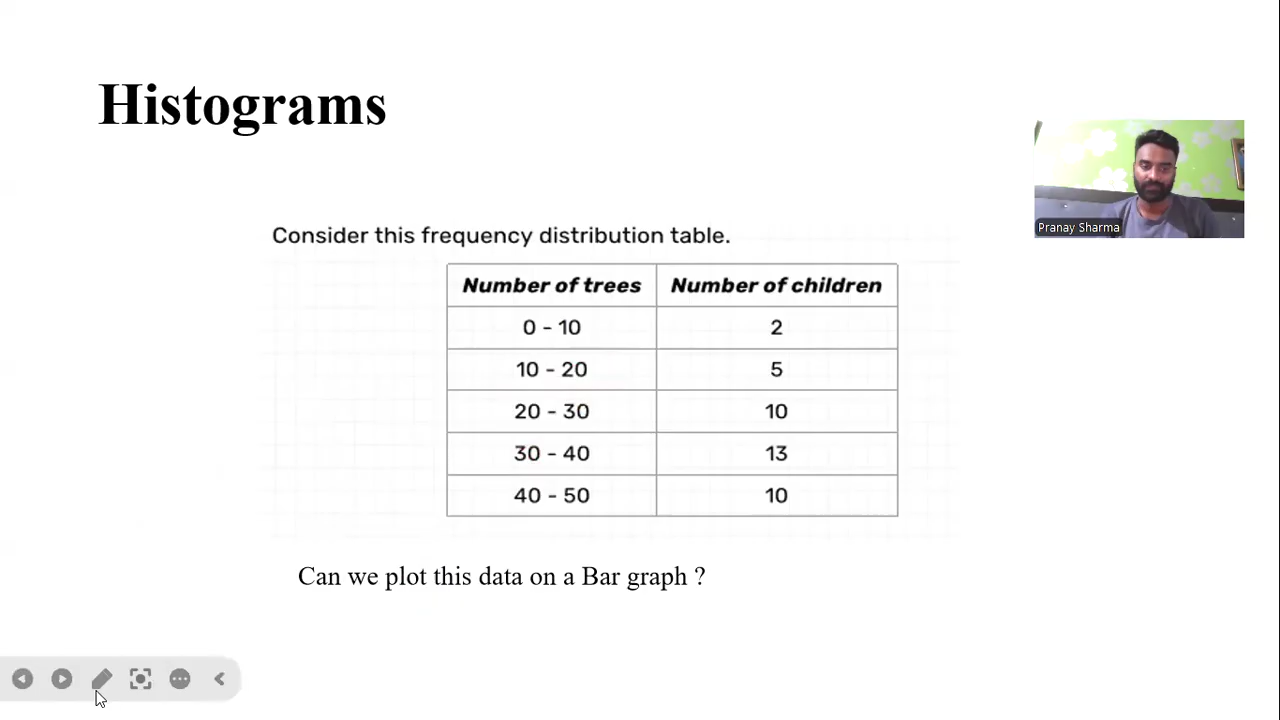 Histograms
Pranay Sharma
Consider this frequency distribution table.
Number of trees Number of children
0 - 10 2
10 - 20 5
20 - 30 10
30 - 40 13
40 - 50 10
Can we plot this data on a Bar graph ?